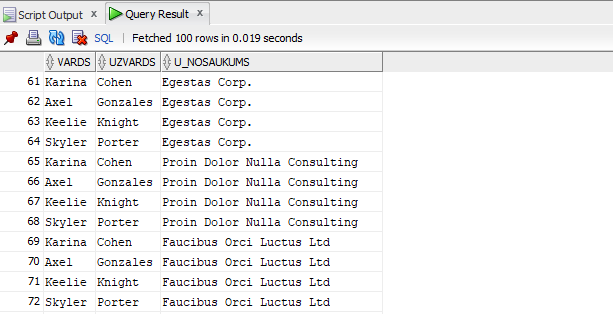 Script Output x Query Result x
SQL | Fetched 100 rows in 0.019 seconds
VARDS UZVARDS U_NOSAUKUMS
61 Karina Cohen Egestas Corp.
62 Axel Gonzales Egestas Corp.
63 Keelie Knight Egestas Corp.
64 Skyler Porter Egestas Corp.
65 Karina Cohen Proin Dolor Nulla Consulting
66 Axel Gonzales Proin Dolor Nulla Consulting
67 Keelie Knight Proin Dolor Nulla Consulting
68 Skyler Porter Proin Dolor Nulla Consulting
69 Karina Cohen Faucibus Orci Luctus Ltd
70 Axel Gonzales Faucibus Orci Luctus Ltd
71 Keelie Knight Faucibus Orci Luctus Ltd
72 Skyler Porter Faucibus Orci Luctus Ltd